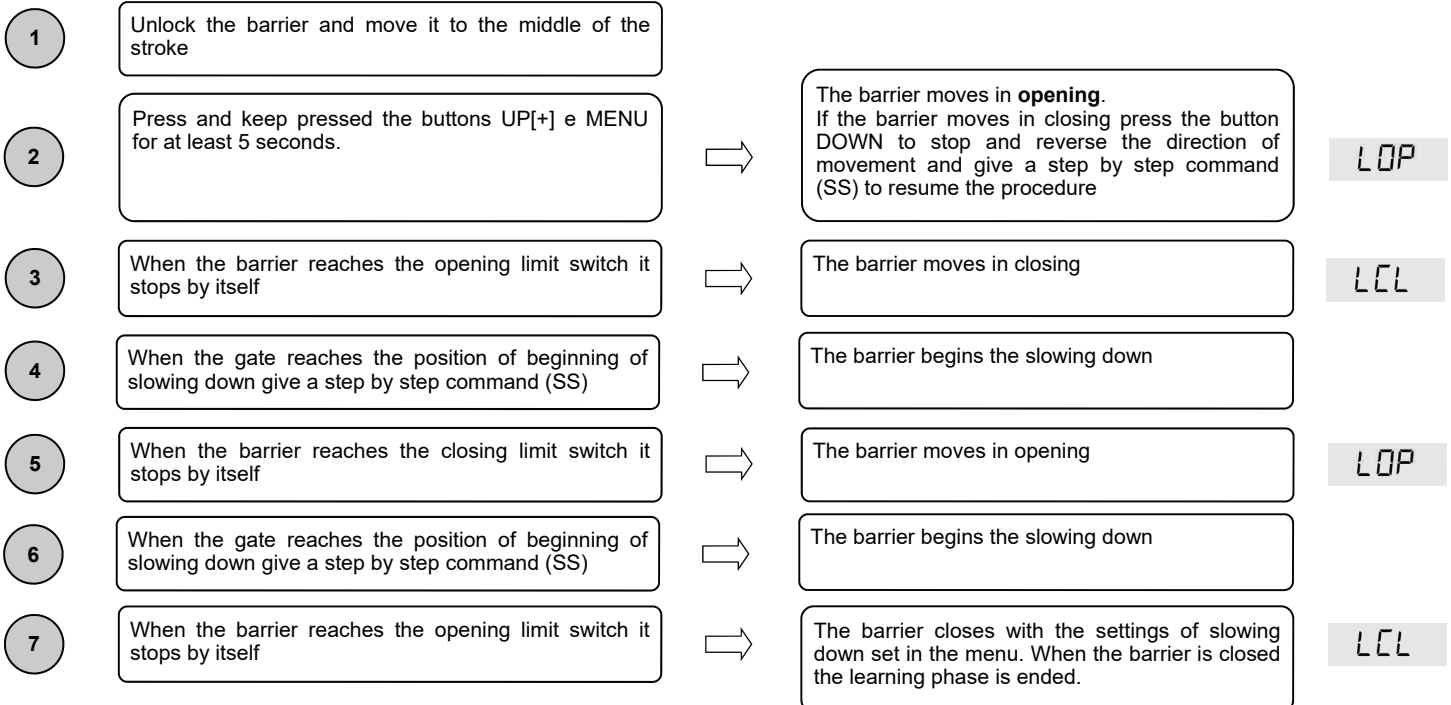 1
Unlock the barrier and move it to the middle of the
stroke
2
Press and keep pressed the buttons UP[+] e MENU
for at least 5 seconds.
The barrier moves in opening.
If the barrier moves in closing press the button
DOWN to stop and reverse the direction of
movement and give a step by step command
(SS) to resume the procedure
LOP
3
When the barrier reaches the opening limit switch it
stops by itself
The barrier moves in closing
LCL
4
When the gate reaches the position of beginning of
slowing down give a step by step command (SS)
The barrier begins the slowing down
5
When the barrier reaches the closing limit switch it
stops by itself
The barrier moves in opening
LOP
6
When the gate reaches the position of beginning of
slowing down give a step by step command (SS)
The barrier begins the slowing down
7
When the barrier reaches the opening limit switch it
stops by itself
The barrier closes with the settings of slowing
down set in the menu. When the barrier is closed
the learning phase is ended.
LCL